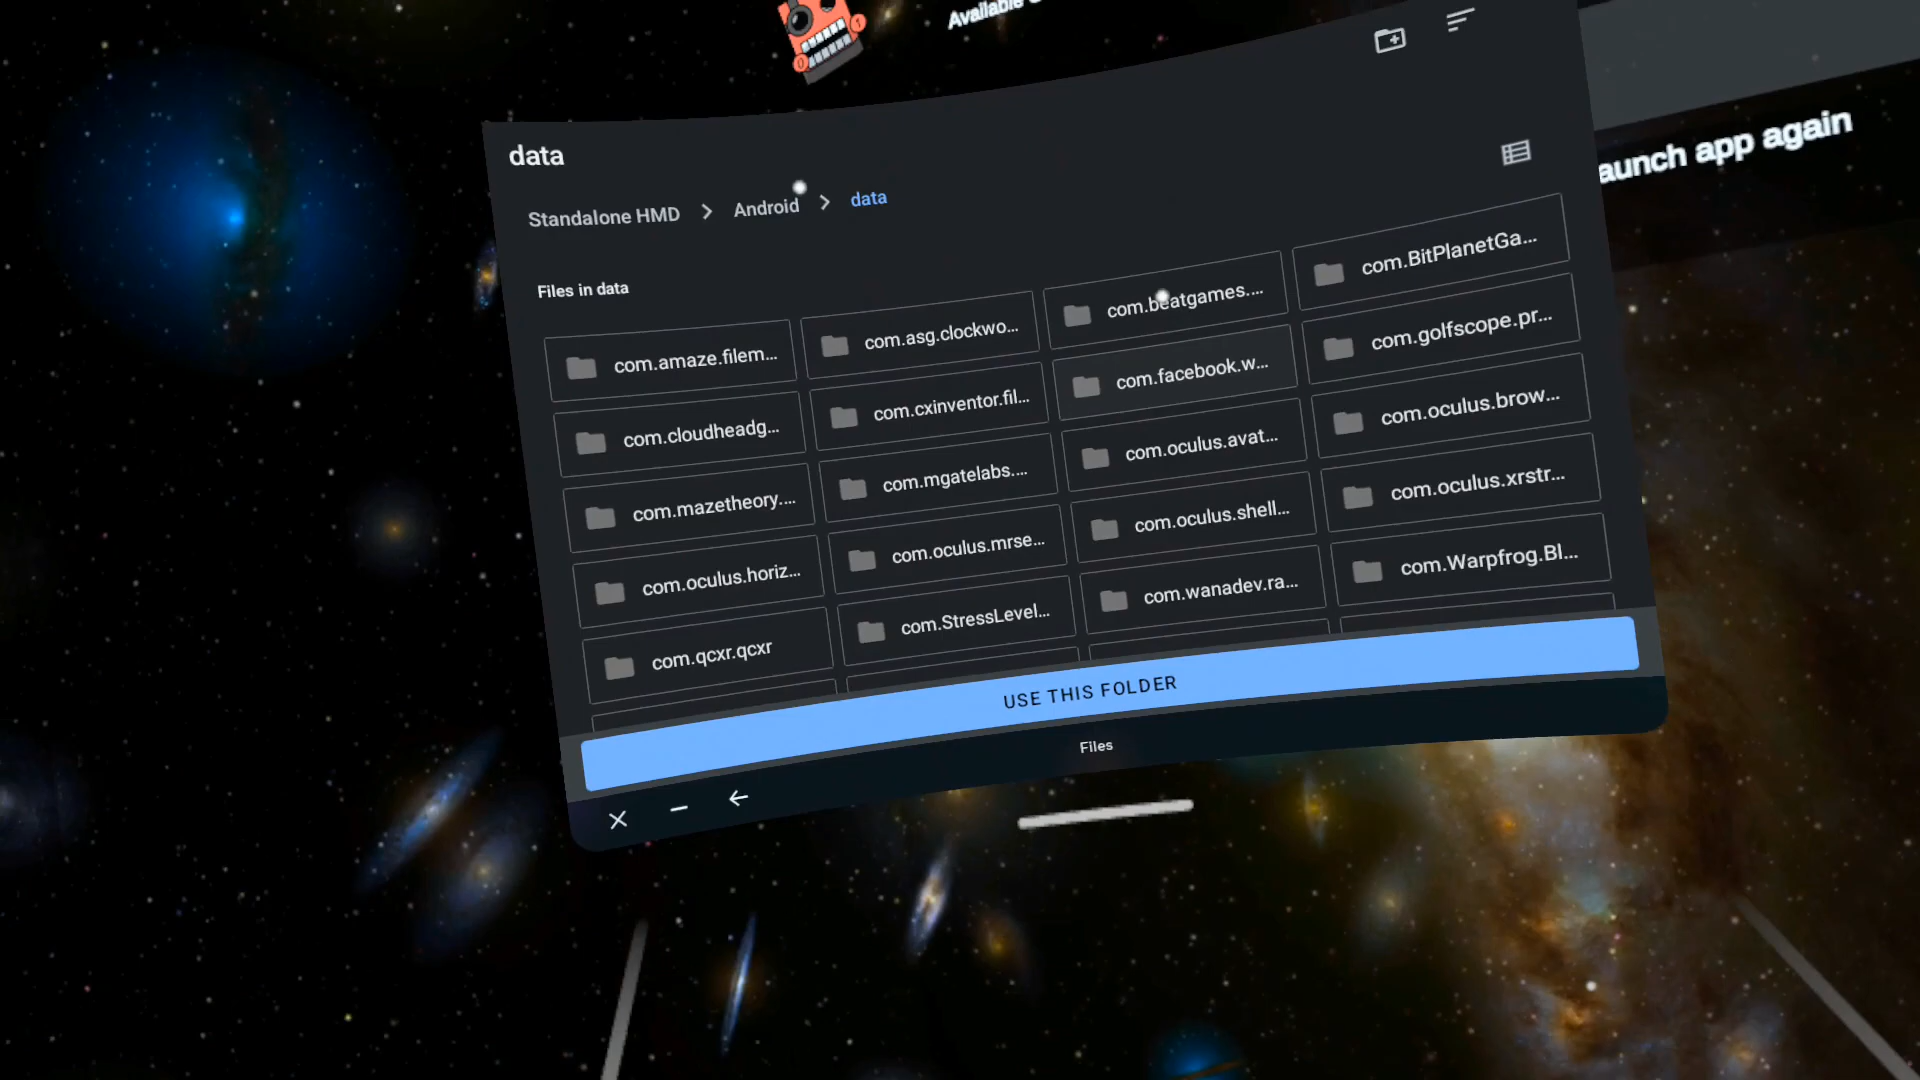 Available
aunch app again
data
Standalone HMD > Android > data
Files in data
com.amaze.filem...
com.asg.clockwo...
com.beatgames....
com.BitPlanetGa...
com.cloudheadg...
com.cxinventor.fil...
com.facebook.w...
com.golfscope.pr...
com.mazetheory....
com.mgatelabs....
com.oculus.avat...
com.oculus.brow...
com.oculus.horiz...
com.oculus.mrse...
com.oculus.shell...
com.oculus.xrstr...
com.qcxr.qcxr
com.StressLevel...
com.wanadev.ra...
com.Warpfrog.Bl...
USE THIS FOLDER
Files